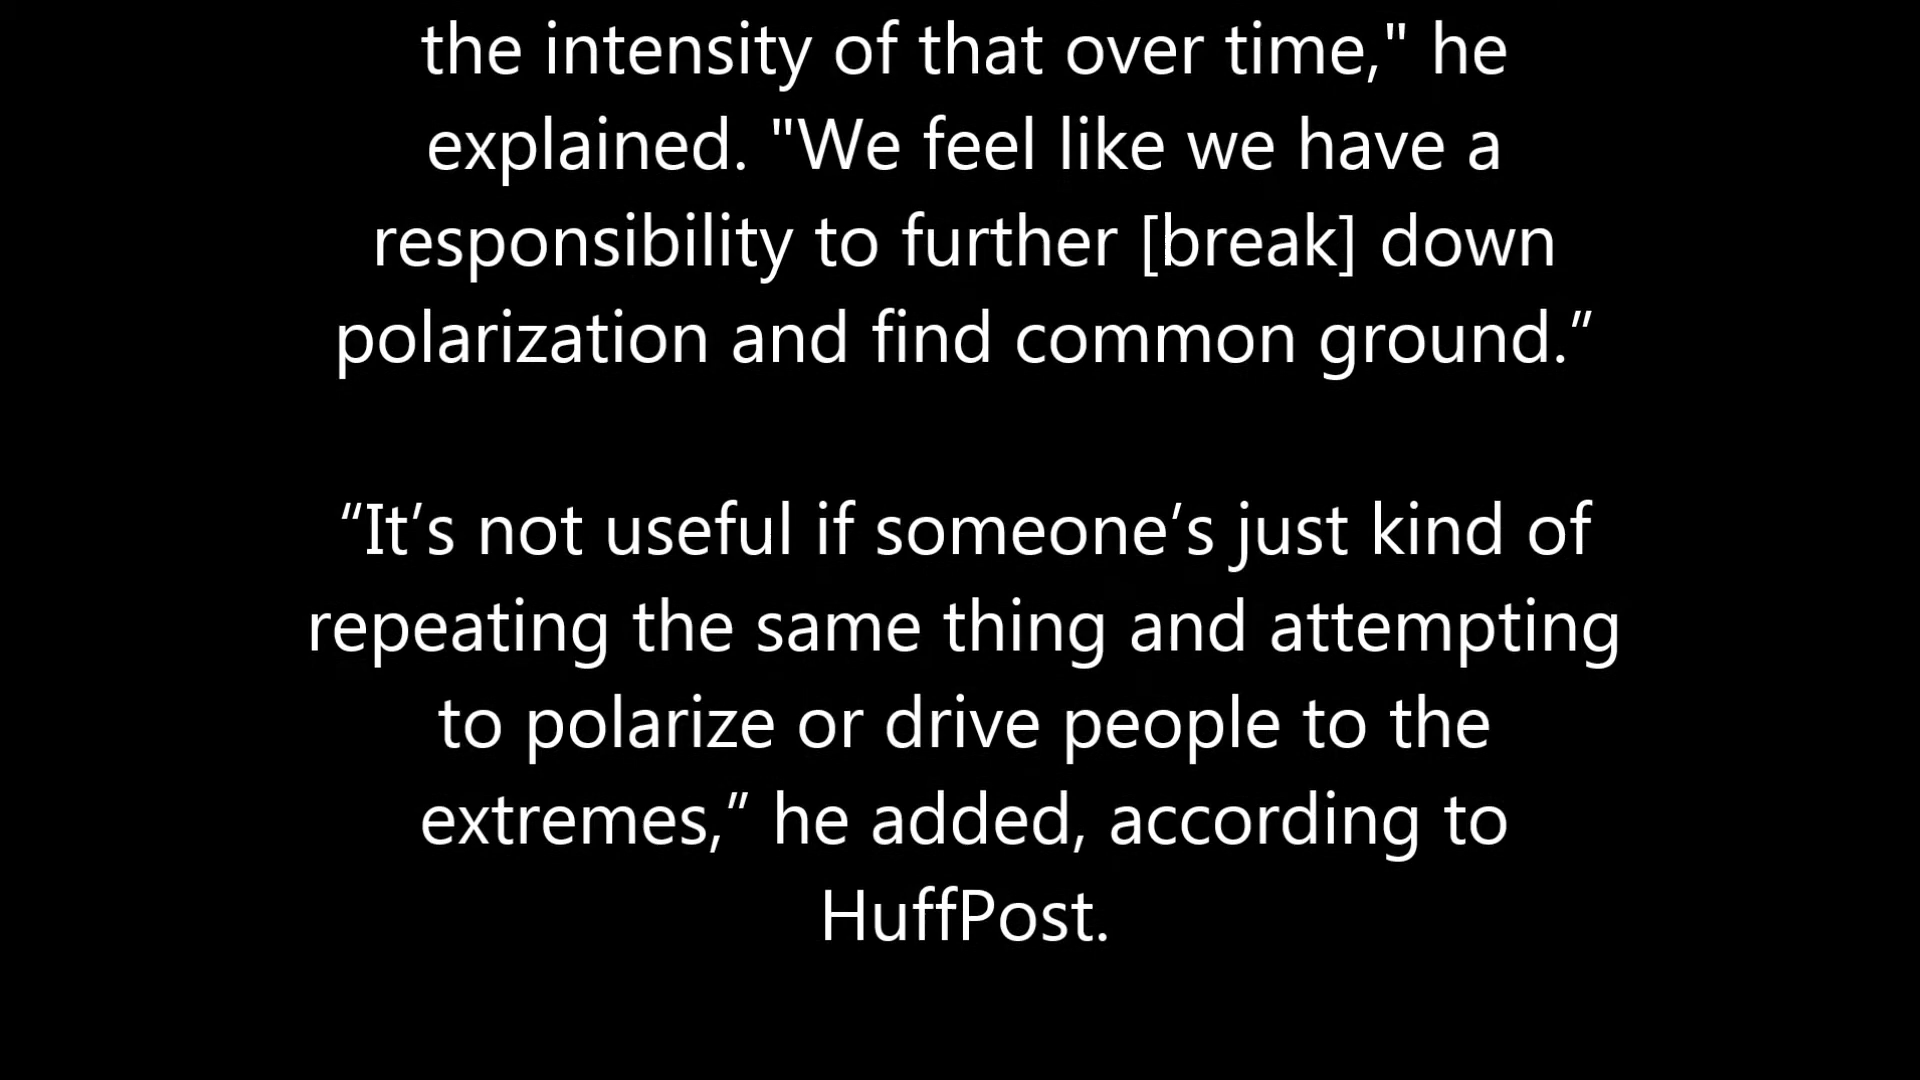 the intensity of that over time," he
explained. "We feel like we have a
responsibility to further [break] down
polarization and find common ground.”
“It’s not useful if someone’s just kind of
repeating the same thing and attempting
to polarize or drive people to the
extremes,” he added, according to
HuffPost.